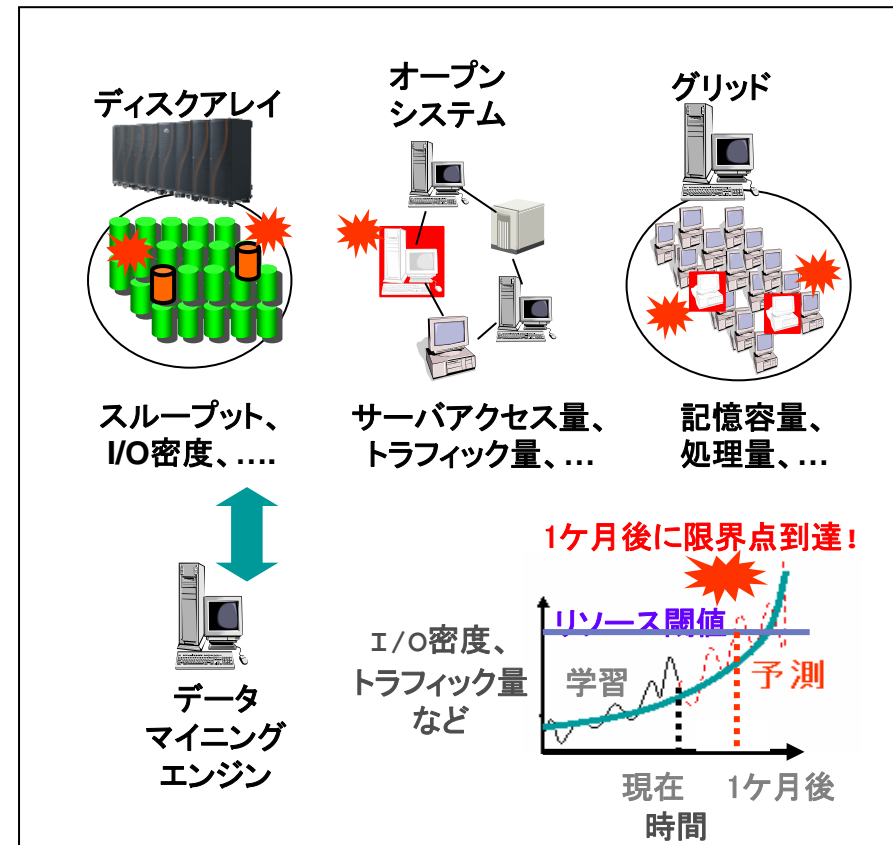 ディスクアレイ
オープン
システム
グリッド
スループット、
I/O密度、….
サーバアクセス量、
トラフィック量、…
記憶容量、
処理量、…
データ
マイニング
エンジン
1ケ月後に限界点到達!
リソース閾値
I/O密度、
トラフィック量
など
学習
予測
現在
1ケ月後
時間